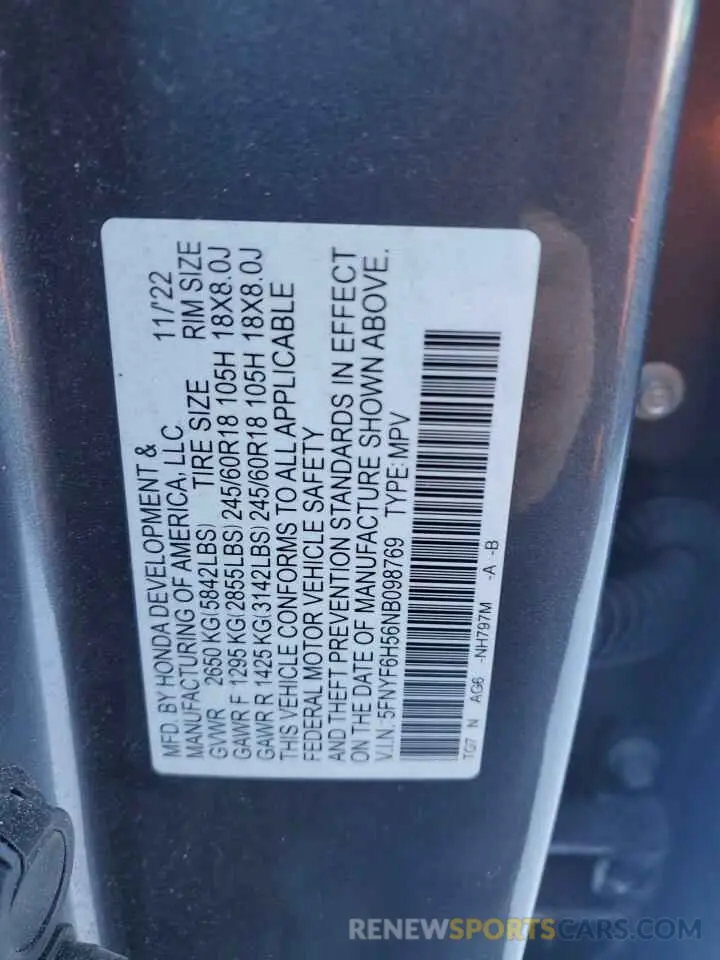 MFD. BY HONDA DEVELOPMENT &
MANUFACTURING OF AMERICA, LLC 11/'22
GVWR 2650 KG(5842LBS) TIRE SIZE RIM SIZE
GAWR F 1295 KG(2855LBS) 245/60R18 105H 18X8.0J
GAWR R 1425 KG(3142LBS) 245/60R18 105H 18X8.0J
THIS VEHICLE CONFORMS TO ALL APPLICABLE
FEDERAL MOTOR VEHICLE SAFETY
AND THEFT PREVENTION STANDARDS IN EFFECT
ON THE DATE OF MANUFACTURE SHOWN ABOVE.
V.I.N.:5FNYF6H56NB098769 TYPE:MPV
TG7 N AG6 -NH797M -A -B
RENEWSPORTSCARS.COM